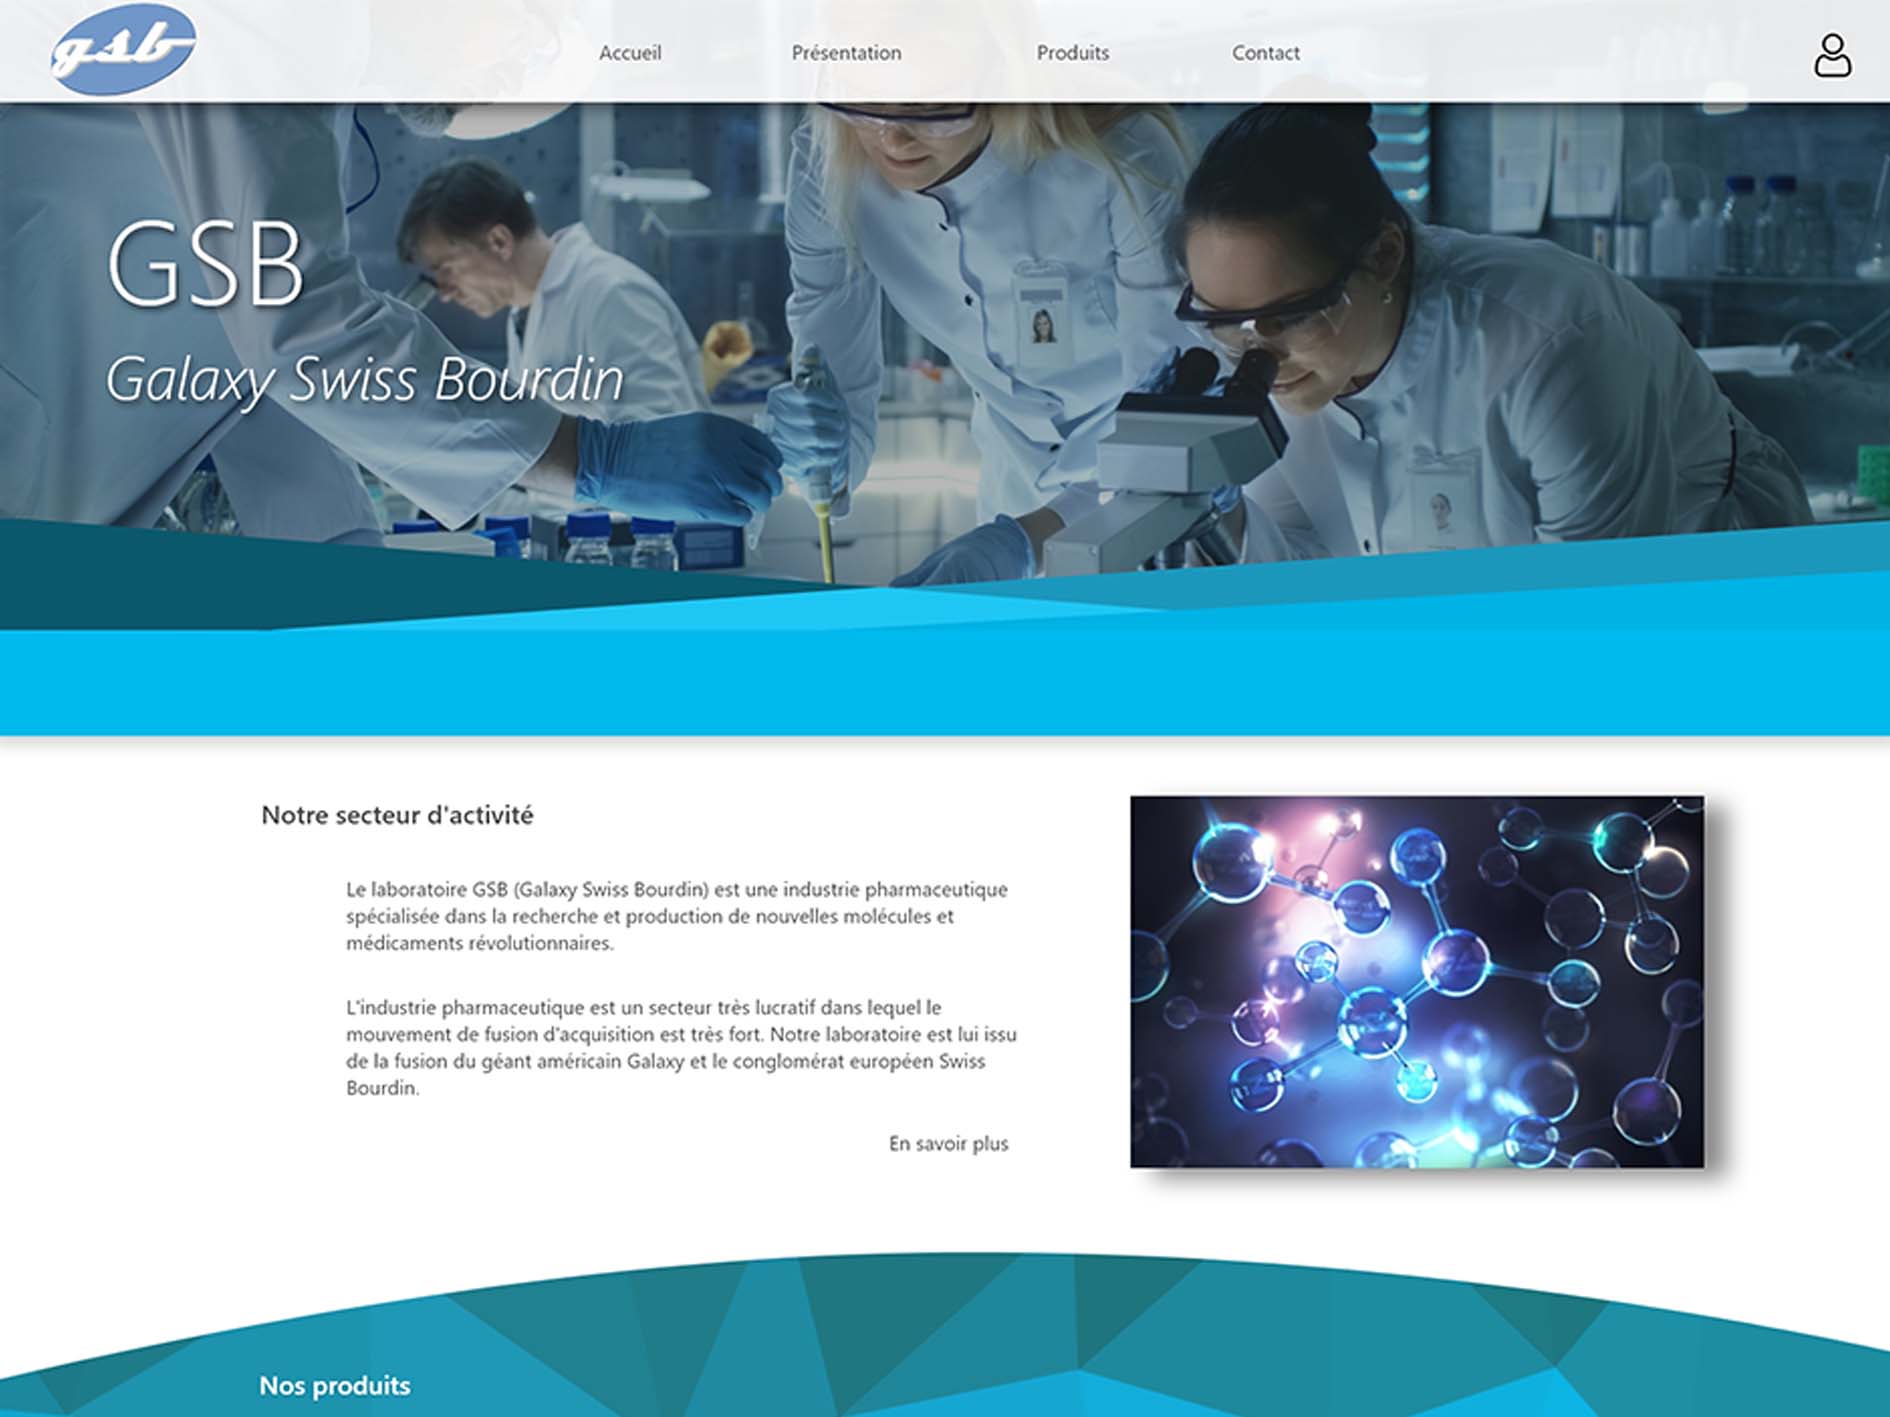 gsb
Accueil
Présentation
Produits
Contact
GSB
Galaxy Swiss Bourdin
Notre secteur d'activité
Le laboratoire GSB (Galaxy Swiss Bourdin) est une industrie pharmaceutique
spécialisée dans la recherche et production de nouvelles molécules et
médicaments révolutionnaires.
L'industrie pharmaceutique est un secteur très lucratif dans lequel le
mouvement de fusion d'acquisition est très fort. Notre laboratoire est lui issu
de la fusion du géant américain Galaxy et le conglomérat européen Swiss
Bourdin.
En savoir plus
Nos produits